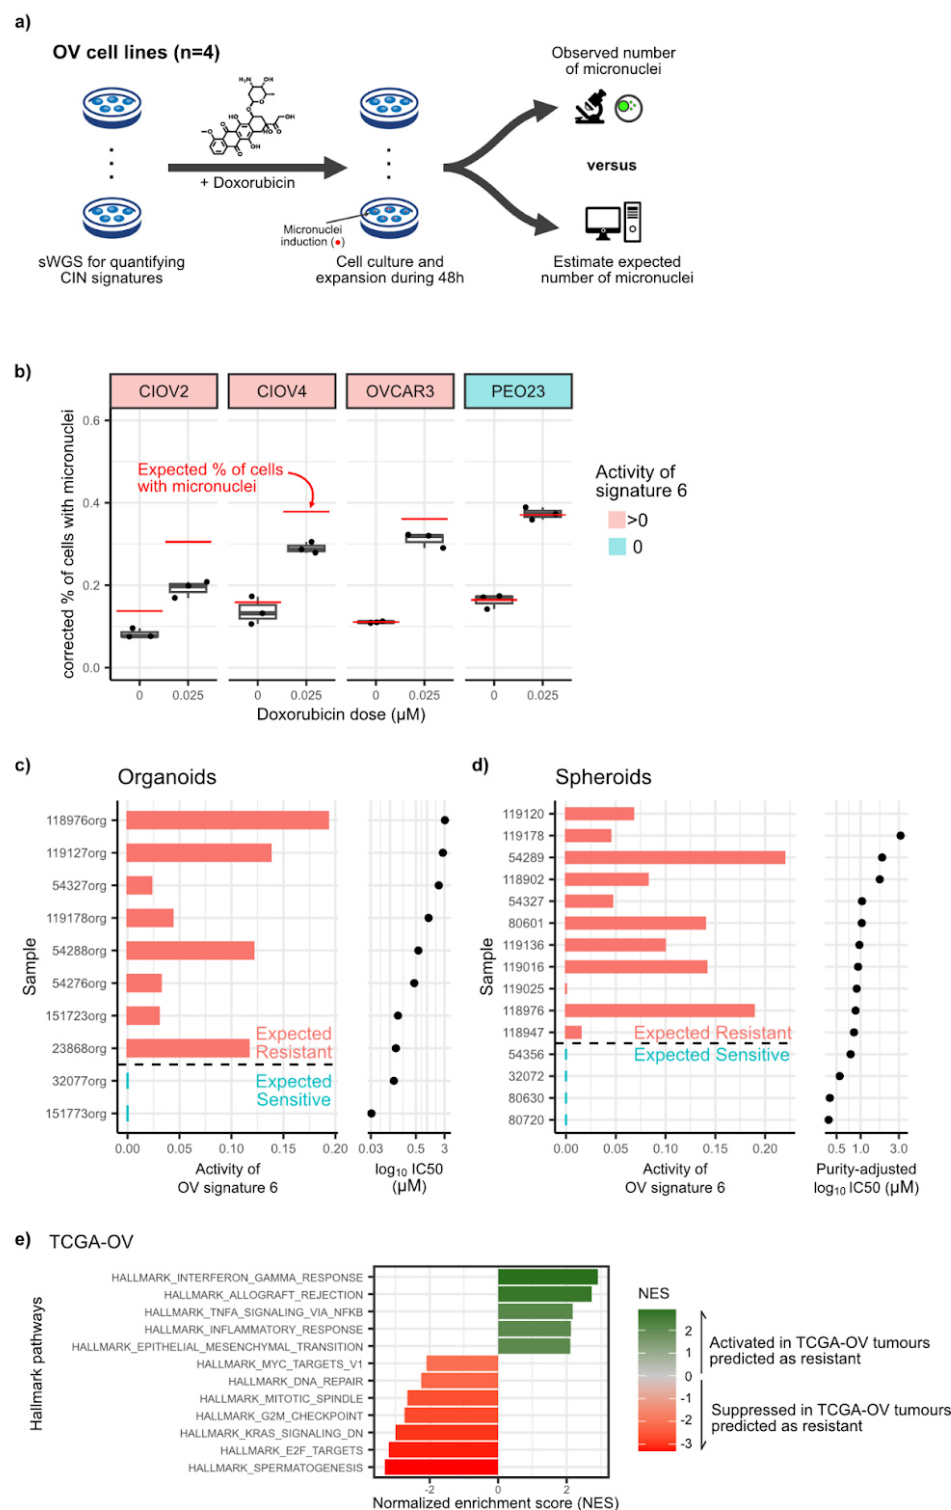 a)
OV cell lines (n=4)
+ Doxorubicin
Micronuclei
induction (●)
sWGS for quantifying
CIN signatures
Cell culture and
expansion during 48h
Observed number
of micronuclei
versus
Estimate expected
number of micronuclei
b)
CIOV2 CIOV4 OVCAR3 PEO23
corrected % of cells with micronuclei
0.6
0.4
0.2
0.0
Expected % of cells
with micronuclei
0 0.025 0 0.025 0 0.025 0 0.025
Doxorubicin dose (µM)
Activity of
signature 6
>0
0
c)
Organoids
Sample
118976org
119127org
54327org
119178org
54288org
54276org
151723org
23868org
32077org
151773org
Expected
Resistant
Expected
Sensitive
0.00 0.05 0.10 0.15 0.20
Activity of
OV signature 6
0.03 0.5 3.0
log10 IC50
(µM)
d)
Spheroids
Sample
119120
119178
54289
118902
54327
80601
119136
119016
119025
118976
118947
54356
32072
80630
80720
Expected Resistant
Expected Sensitive
0.00 0.05 0.10 0.15 0.20
Activity of
OV signature 6
0.5 1.0 3.0
Purity-adjusted
log10 IC50 (µM)
e) TCGA-OV
Hallmark pathways
HALLMARK_INTERFERON_GAMMA_RESPONSE
HALLMARK_ALLOGRAFT_REJECTION
HALLMARK_TNFA_SIGNALING_VIA_NFKB
HALLMARK_INFLAMMATORY_RESPONSE
HALLMARK_EPITHELIAL_MESENCHYMAL_TRANSITION
HALLMARK_MYC_TARGETS_V1
HALLMARK_DNA_REPAIR
HALLMARK_MITOTIC_SPINDLE
HALLMARK_G2M_CHECKPOINT
HALLMARK_KRAS_SIGNALING_DN
HALLMARK_E2F_TARGETS
HALLMARK_SPERMATOGENESIS
-2 0 2
Normalized enrichment score (NES)
NES
2
1
0
-1
-2
-3
Activated in TCGA-OV tumours
predicted as resistant
Suppressed in TCGA-OV tumours
predicted as resistant